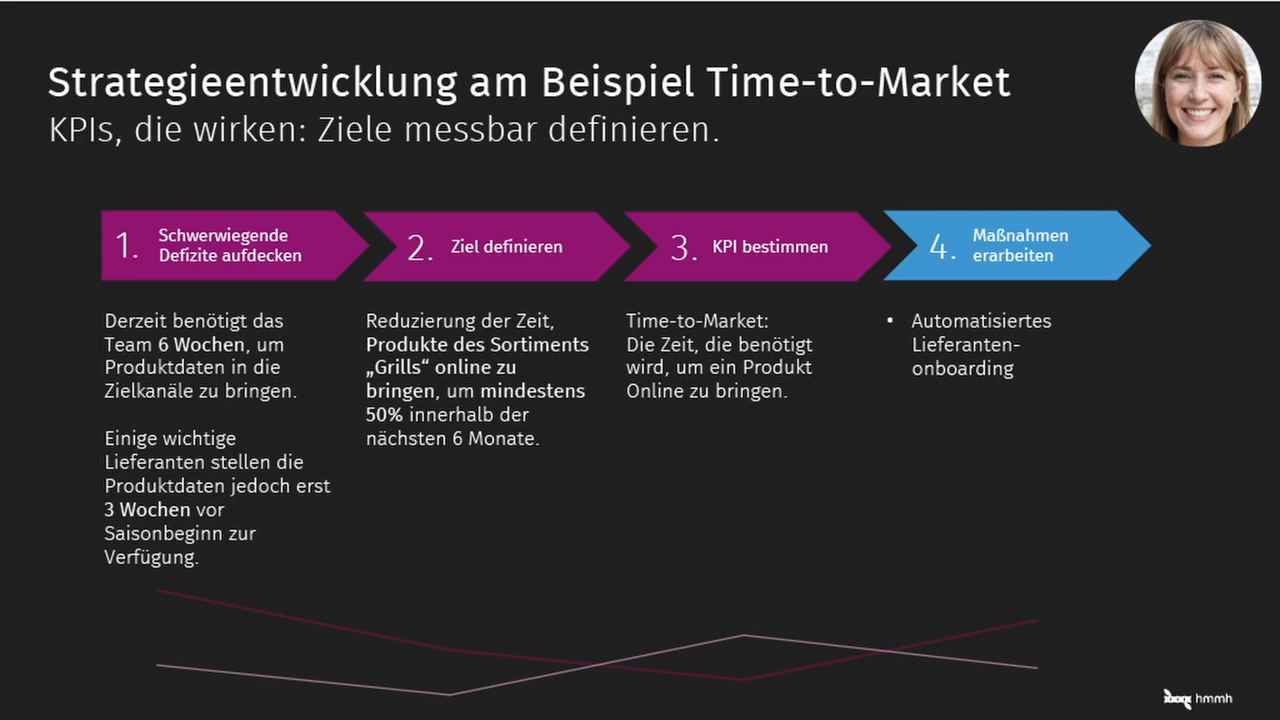 Strategieentwicklung am Beispiel Time-to-Market
KPIs, die wirken: Ziele messbar definieren.
1.
Schwerwiegende
Defizite aufdecken
2.
Ziel definieren
3.
KPI bestimmen
4.
Maßnahmen
erarbeiten
Derzeit benötigt das
Team 6 Wochen, um
Produktdaten in die
Zielkanäle zu bringen.
Einige wichtige
Lieferanten stellen die
Produktdaten jedoch erst
3 Wochen vor
Saisonbeginn zur
Verfügung.
Reduzierung der Zeit,
Produkte des Sortiments
„Grills“ online zu
bringen, um mindestens
50% innerhalb der
nächsten 6 Monate.
Time-to-Market:
Die Zeit, die benötigt
wird, um ein Produkt
Online zu bringen.
• Automatisiertes
Lieferanten-
onboarding
hmmh